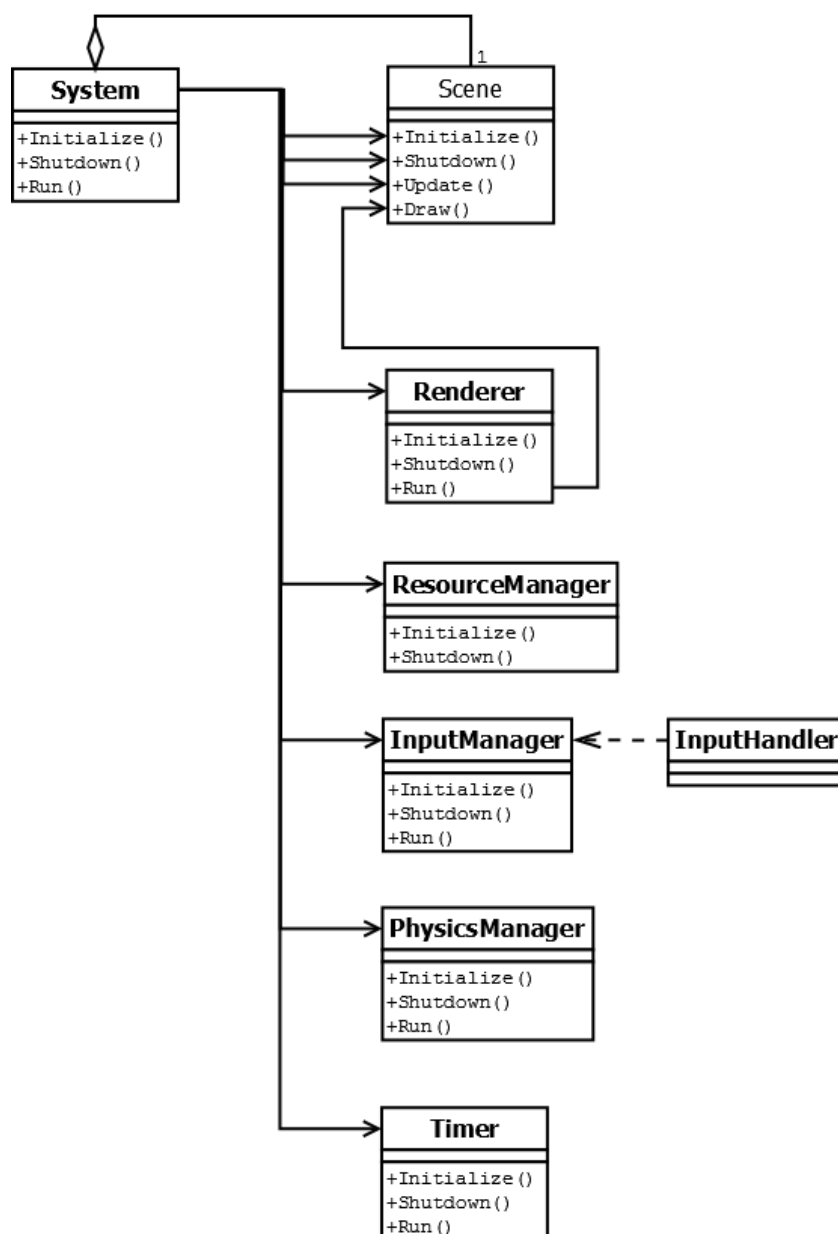 1
System
+Initialize()
+Shutdown()
+Run()
Scene
+Initialize()
+Shutdown()
+Update()
+Draw()
Renderer
+Initialize()
+Shutdown()
+Run()
ResourceManager
+Initialize()
+Shutdown()
InputManager
+Initialize()
+Shutdown()
+Run()
InputHandler
PhysicsManager
+Initialize()
+Shutdown()
+Run()
Timer
+Initialize()
+Shutdown()
+Run()